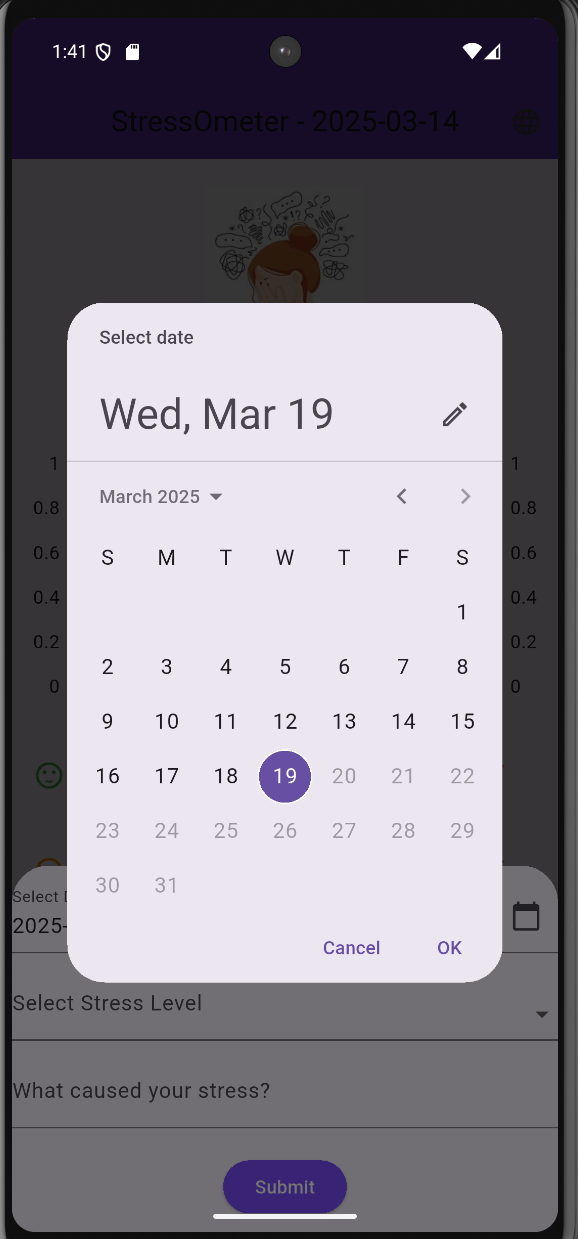 1:41
StressOmeter - 2025-03-14
Select date
Wed, Mar 19
March 2025
S M T W T F S
1
2 3 4 5 6 7 8
9 10 11 12 13 14 15
16 17 18 19 20 21 22
23 24 25 26 27 28 29
30 31
Cancel OK
1 1
0.8 0.8
0.6 0.6
0.4 0.4
0.2 0.2
0 0
Select D
2025-
Select Stress Level
What caused your stress?
Submit